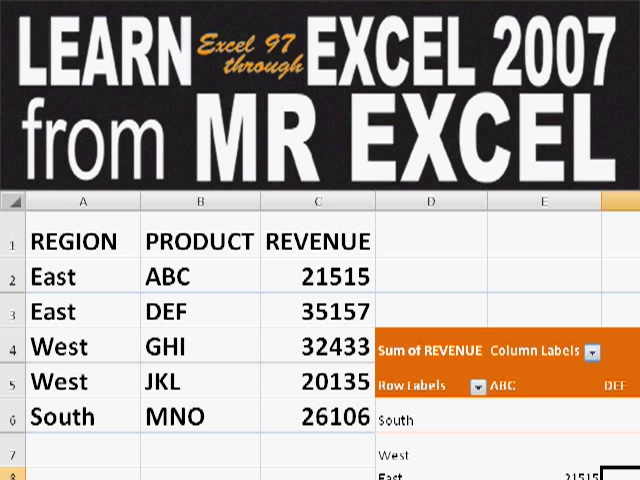 LEARN Excel 97 through EXCEL 2007
from MR EXCEL
A B C D E
1 REGION PRODUCT REVENUE
2 East ABC 21515
3 East DEF 35157
4 West GHI 32433 Sum of REVENUE Column Labels
5 West JKL 20135 Row Labels ABC DEF
6 South MNO 26106 South
7 West
8 East 21515